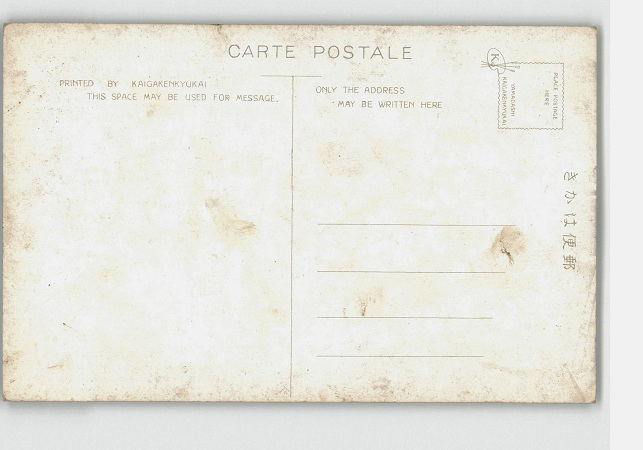 CARTE POSTALE
PRINTED BY KAIGAKENKYUKAI
THIS SPACE MAY BE USED FOR MESSAGE.
ONLY THE ADDRESS
MAY BE WRITTEN HERE
K
PLACE POSTAGE
HERE
KAIGAKENKYUKAI
きかは便郵